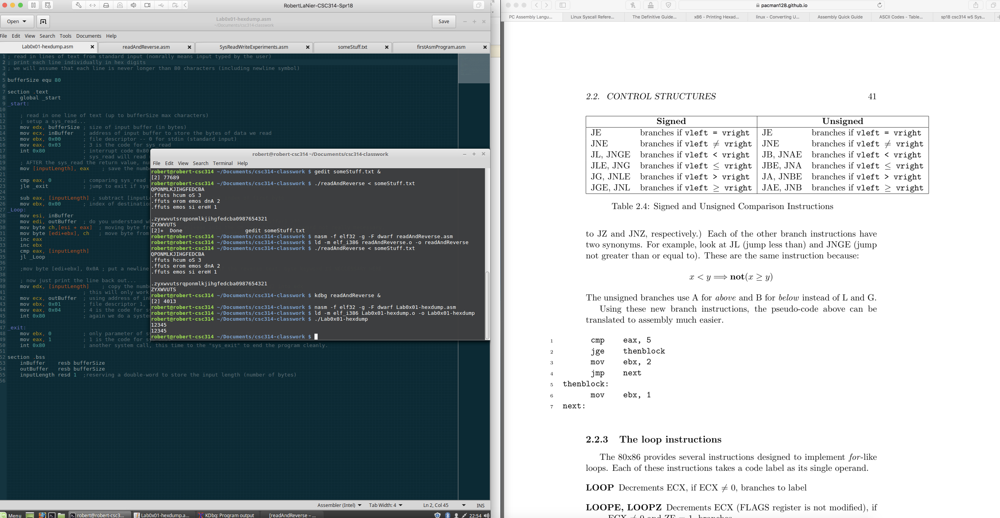 RobertLaNier-CSC314-Spr18
Open
Lab0x01-hexdump.asm
~/Documents/csc314-classwork
Save
File Edit View Search Tools Documents Help
Lab0x01-hexdump.asm
readAndReverse.asm
SysReadWriteExperiments.asm
someStuff.txt
firstAsmProgram.asm
1 ; read in lines of text from standard input (nomrally means input typed by the user)
2 ; print each line individually in hex digits
3 ; we will assume that each line is never longer than 80 characters (including newline symbol)
4
5 bufferSize equ 80
6
7 section .text
8 global _start
9 _start:
10
11 ; read in one line of text (up to bufferSize max characters)
12 ; setup a sys_read...
13 mov edx, bufferSize ; size of input buffer (in bytes)
14 mov ecx, inBuffer ; address of input buffer to store the bytes of data we read
15 mov ebx, 0x00 ; file descriptor -- 0 for stdin (standard input)
16 mov eax, 0x03 ; 3 is the code for sys_read
17 int 0x80 ; interrupt code 0x80
18 ; sys_read will read
19 ; AFTER the sys_read the return value,
20 mov [inputLength], eax ; save the
21
22 cmp eax, 0 ; comparing sys_read
23 jle _exit ; jump to exit if sys
24
25 sub eax, [inputLength] ; subtract
26 mov ebx, 0x00 ; index of
27 _Loop:
28 mov esi, inBuffer
29 mov edi, outBuffer ; do you understand
30 mov byte ch,[esi + eax] ; moving byte
31 mov byte [edi+ebx], ch ; move byte from
32 inc eax
33 inc ebx
34 cmp eax, [inputLength]
35 jl _Loop
36
37 ;mov byte [edi+ebx], 0x0A ; put a newline
38
39 ; now just print the line back out...
40 mov edx, [inputLength] ; copy the
41 ; this will only work
42 mov ecx, outBuffer ; using address of
43 mov ebx, 0x01 ; file descriptor 1,
44 mov eax, 0x04 ; 4 is the code for
45 int 0x80 ; again we do a
46
47 _exit:
48 mov ebx, 0 ; only parameter of
49 mov eax, 1 ; 1 is the code for
50 int 0x80 ; another system call, this time to the "sys_exit" to end the program cleanly.
51
52 section .bss
53 inBuffer resb bufferSize
54 outBuffer resb bufferSize
55 inputLength resd 1 ;reserving a double-word to store the input length (number of bytes)
56
robert@robert-csc314 ~/Documents/csc314-classwork
File Edit View Search Terminal Help
robert@robert-csc314 ~/Documents/csc314-classwork $ gedit someStuff.txt &
[2] 77689
robert@robert-csc314 ~/Documents/csc314-classwork $ ./readAndReverse < someStuff.txt
QPONMLKJIHGFEDCBA
.ffuts hcum oS 3
.ffuts erom emos dnA 2
.ffuts emos si ereH 1
.zyxwvutsrqponmlkjihgfedcba0987654321
ZYXWVUTS
[2]+ Done gedit someStuff.txt
robert@robert-csc314 ~/Documents/csc314-classwork $ nasm -f elf32 -g -F dwarf readAndReverse.asm
robert@robert-csc314 ~/Documents/csc314-classwork $ ld -m elf_i386 readAndReverse.o -o readAndReverse
robert@robert-csc314 ~/Documents/csc314-classwork $ ./readAndReverse < someStuff.txt
QPONMLKJIHGFEDCBA
.ffuts hcum oS 3
.ffuts erom emos dnA 2
.ffuts emos si ereH 1
.zyxwvutsrqponmlkjihgfedcba0987654321
ZYXWVUTS
robert@robert-csc314 ~/Documents/csc314-classwork $ kdbg readAndReverse &
[2] 4013
robert@robert-csc314 ~/Documents/csc314-classwork $ nasm -f elf32 -g -F dwarf Lab0x01-hexdump.asm
robert@robert-csc314 ~/Documents/csc314-classwork $ ld -m elf_i386 Lab0x01-hexdump.o -o Lab0x01-hexdump
robert@robert-csc314 ~/Documents/csc314-classwork $ ./Lab0x01-hexdump
12345
12345
robert@robert-csc314 ~/Documents/csc314-classwork $
Assembler (Intel) Tab Width: 4 Ln 2, Col 45 INS
Menu robert@robert-csc3... Lab0x01-hexdump.a... KDbg: Program output [readAndReverse – ... 22:54
pacman128.github.io
PC Assembly Langu...
Linux Syscall Refere...
The Definitive Guide...
x86 - Printing Hexad...
linux - Converting U...
Assembly Quick Guide
ASCII Codes - Table...
sp18 csc314 w5 Sys...
2.2. CONTROL STRUCTURES 41
Signed Unsigned
JE branches if vleft = vright JE branches if vleft = vright
JNE branches if vleft ≠ vright JNE branches if vleft ≠ vright
JL, JNGE branches if vleft < vright JB, JNAE branches if vleft < vright
JLE, JNG branches if vleft ≤ vright JBE, JNA branches if vleft ≤ vright
JG, JNLE branches if vleft > vright JA, JNBE branches if vleft > vright
JGE, JNL branches if vleft ≥ vright JAE, JNB branches if vleft ≥ vright
Table 2.4: Signed and Unsigned Comparison Instructions
to JZ and JNZ, respectively.) Each of the other branch instructions have
two synonyms. For example, look at JL (jump less than) and JNGE (jump
not greater than or equal to). These are the same instruction because:
x < y ⟹ not(x ≥ y)
The unsigned branches use A for above and B for below instead of L and G.
Using these new branch instructions, the pseudo-code above can be
translated to assembly much easier.
1 cmp eax, 5
2 jge thenblock
3 mov ebx, 2
4 jmp next
5 thenblock:
6 mov ebx, 1
7 next:
2.2.3 The loop instructions
The 80x86 provides several instructions designed to implement for-like
loops. Each of these instructions takes a code label as its single operand.
LOOP Decrements ECX, if ECX ≠ 0, branches to label
LOOPE, LOOPZ Decrements ECX (FLAGS register is not modified), if
ECX ≠ 0 and ZF = 1, branches